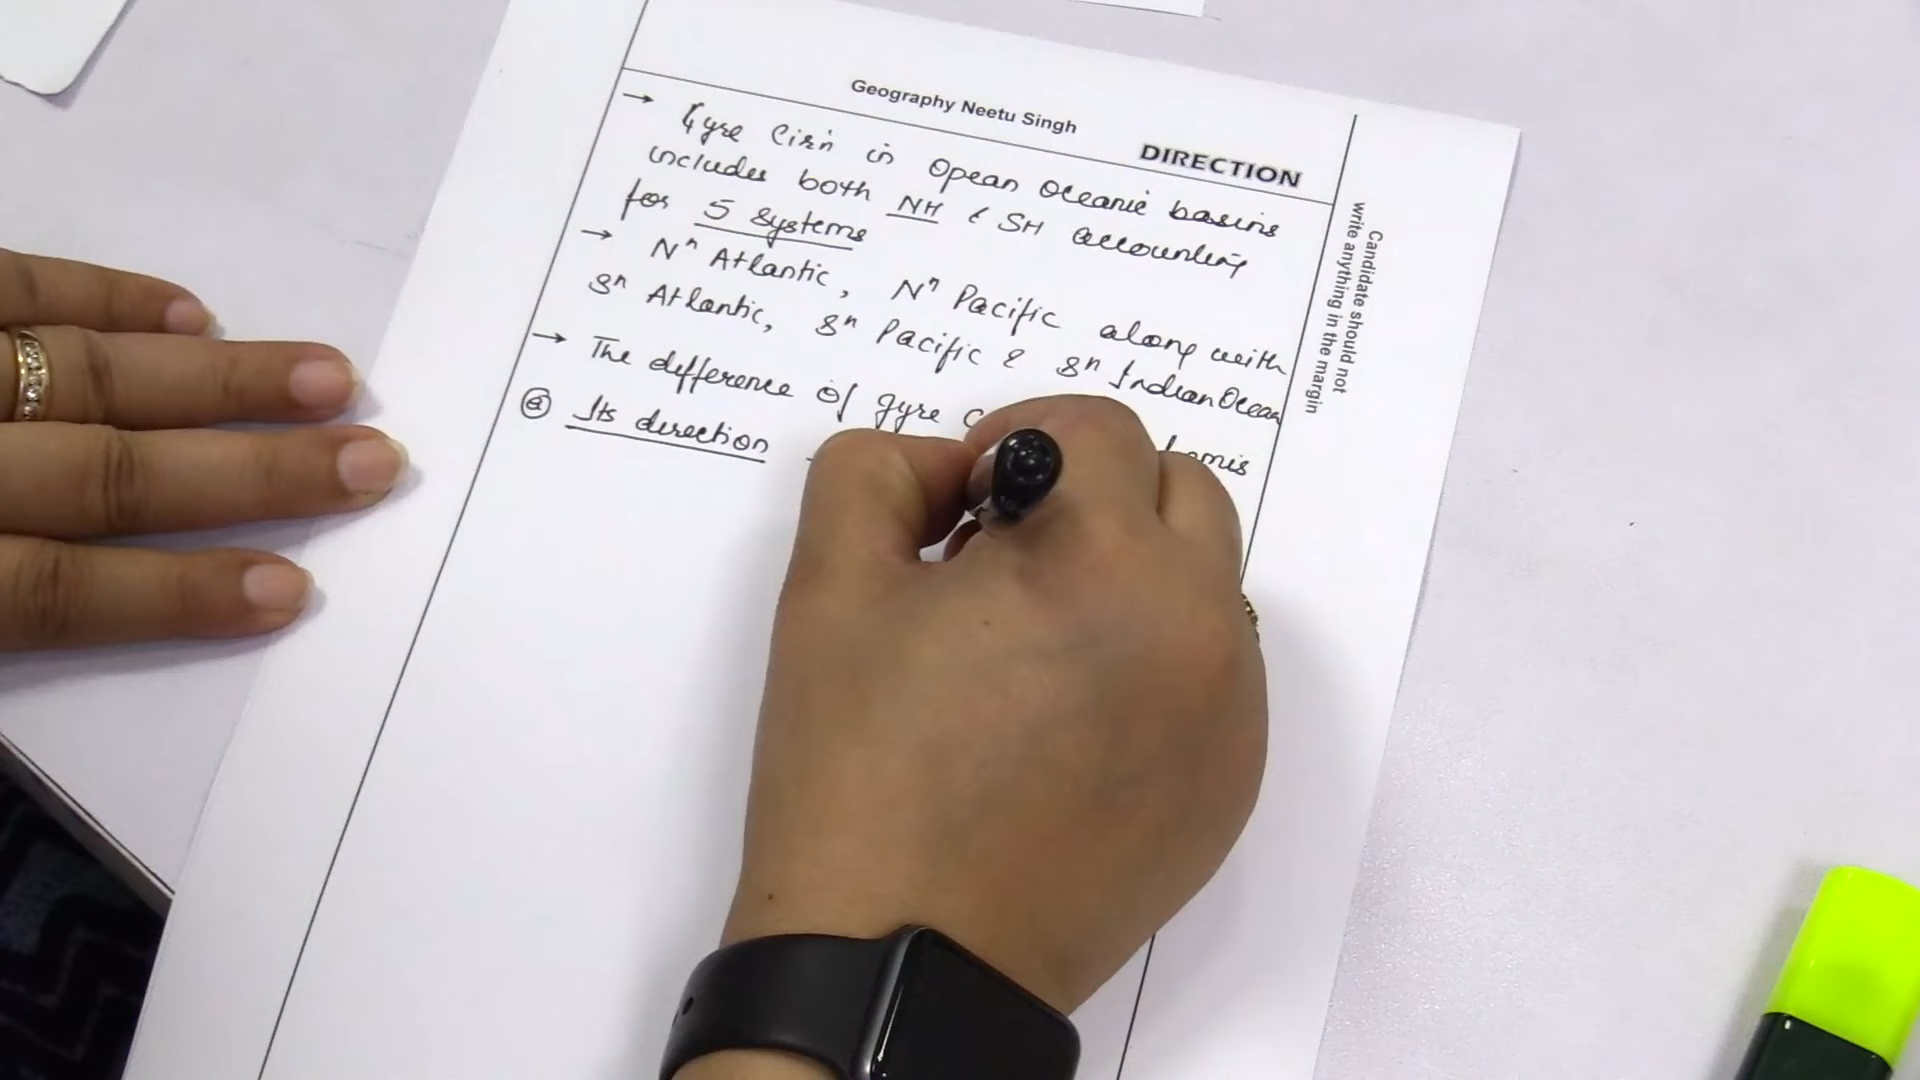 Geography Neetu Singh
DIRECTION
Candidate should not
write anything in the margin
→ Gyre Cirn in Opean Oceanic basins
includes both NH & SH accounting
for 5 systems
→ Nn Atlantic, Nn Pacific along with
Sn Atlantic, Sn Pacific & Sn Indian Ocean
→ The difference of gyre
ⓐ Its direction